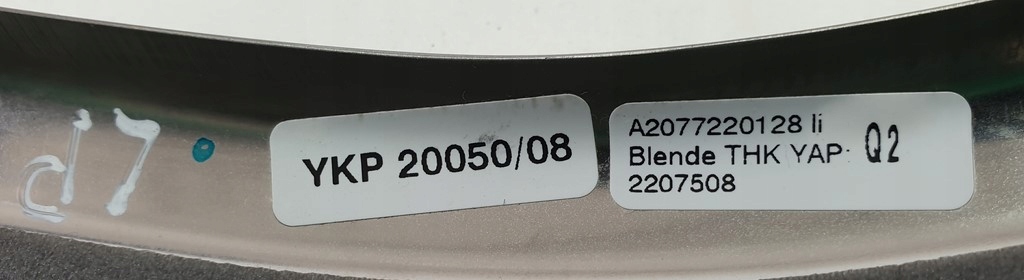 d7
YKP 20050/08
A2077220128 li
Blende THK YAP: Q2
2207508